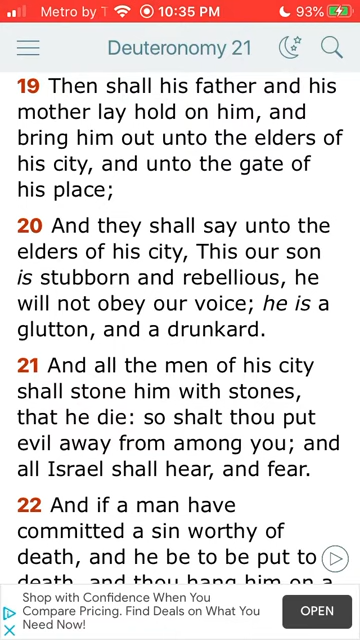 Metro by T 10:35 PM 93%
Deuteronomy 21
19 Then shall his father and his
mother lay hold on him, and
bring him out unto the elders of
his city, and unto the gate of
his place;
20 And they shall say unto the
elders of his city, This our son
is stubborn and rebellious, he
will not obey our voice; he is a
glutton, and a drunkard.
21 And all the men of his city
shall stone him with stones,
that he die: so shalt thou put
evil away from among you; and
all Israel shall hear, and fear.
22 And if a man have
committed a sin worthy of
death, and he be to be put to
death, and thou hang him on a
Shop with Confidence When You
Compare Pricing. Find Deals on What You
Need Now!
OPEN